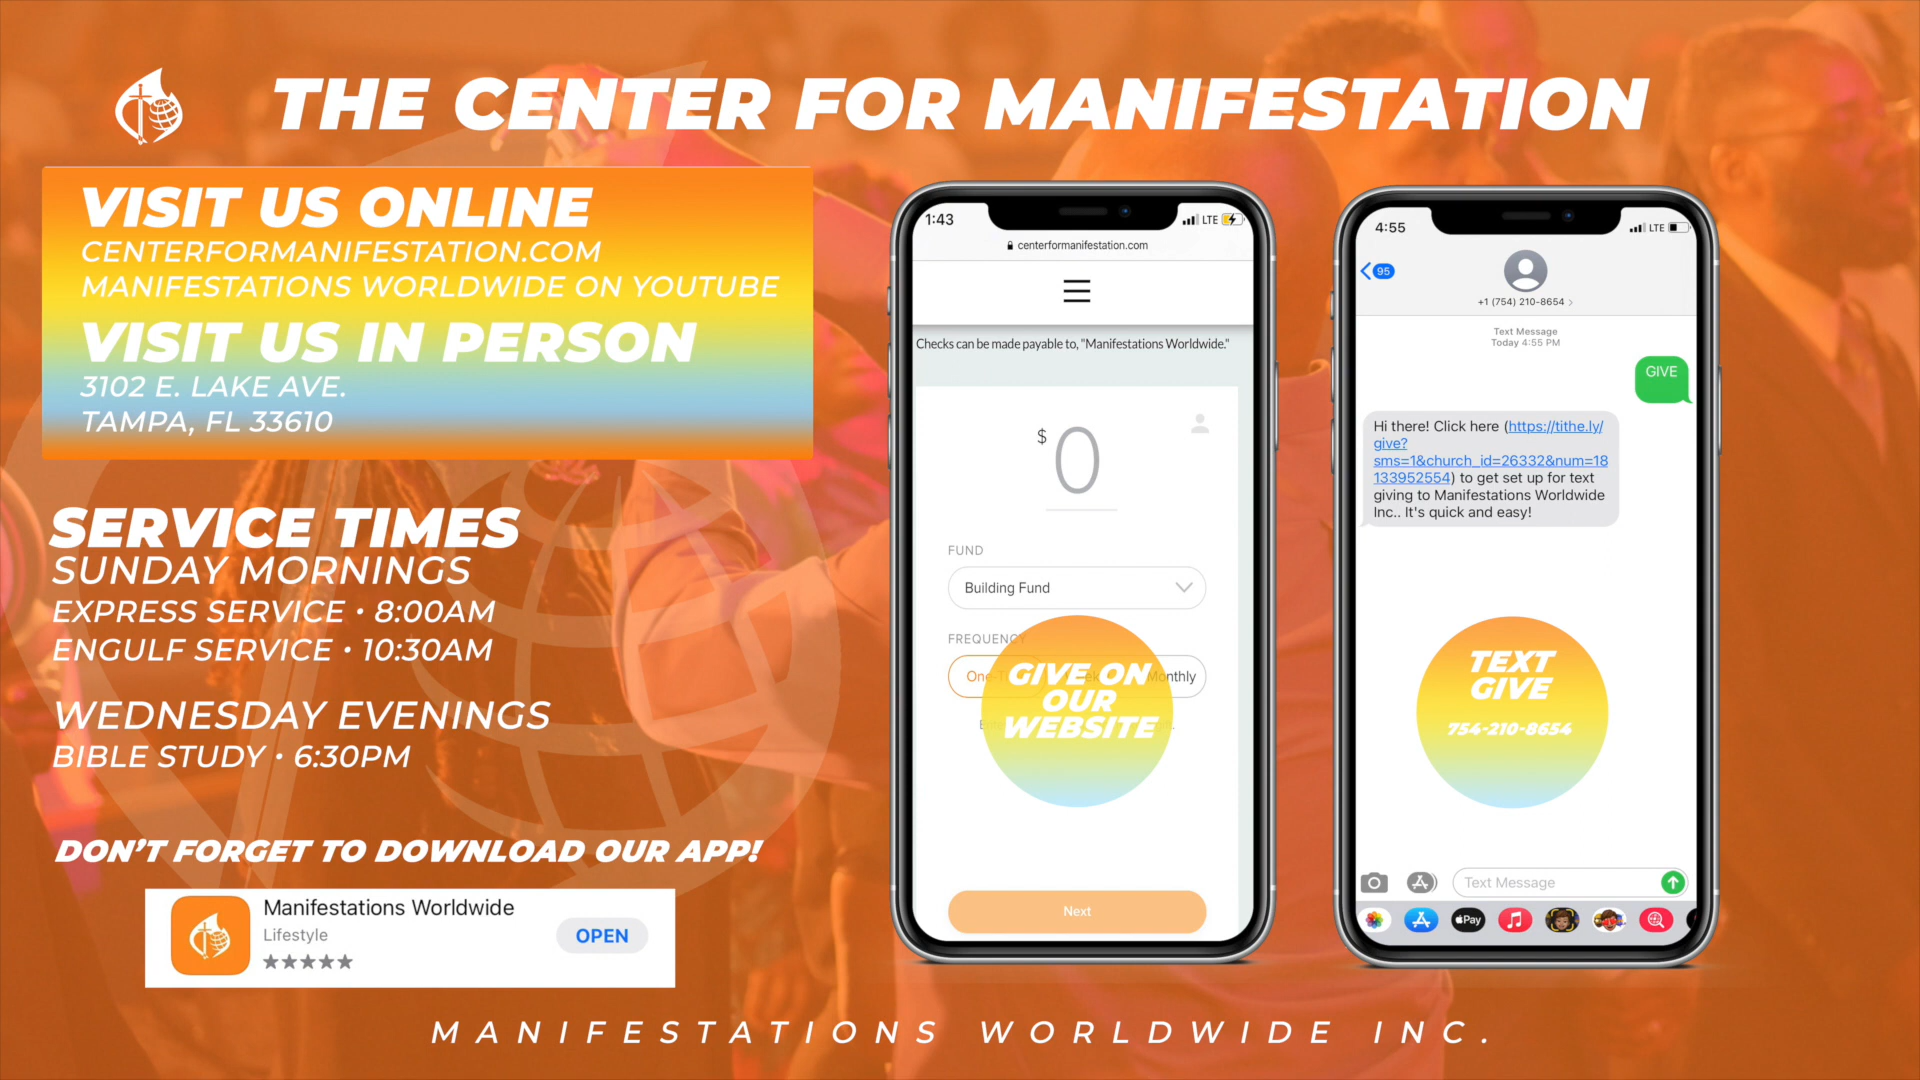 THE CENTER FOR MANIFESTATION
VISIT US ONLINE
CENTERFORMANIFESTATION.COM
MANIFESTATIONS WORLDWIDE ON YOUTUBE
VISIT US IN PERSON
3102 E. LAKE AVE.
TAMPA, FL 33610
SERVICE TIMES
SUNDAY MORNINGS
EXPRESS SERVICE • 8:00AM
ENGULF SERVICE • 10:30AM
WEDNESDAY EVENINGS
BIBLE STUDY • 6:30PM
DON'T FORGET TO DOWNLOAD OUR APP!
Manifestations Worldwide
Lifestyle
OPEN
1:43
LTE
centerformanifestation.com
Checks can be made payable to, "Manifestations Worldwide."
$ 0
FUND
Building Fund
FREQUENCY
Monthly
GIVE ON
OUR
WEBSITE
Next
4:55
LTE
95
+1 (754) 210-8654
Text Message
Today 4:55 PM
GIVE
Hi there! Click here (https://tithe.ly/
give?
sms=1&church_id=26332&num=18
133952554) to get set up for text
giving to Manifestations Worldwide
Inc.. It's quick and easy!
TEXT
GIVE
754-210-8654
Text Message
Pay
MANIFESTATIONS WORLDWIDE INC.